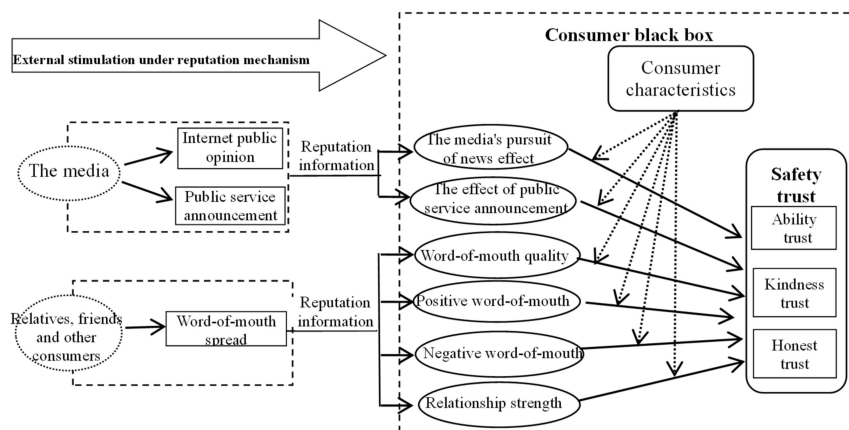 External stimulation under reputation mechanism
Consumer black box
Consumer
characteristics
The media
Internet public
opinion
Public service
announcement
Reputation
information
The media's pursuit
of news effect
The effect of public
service announcement
Word-of-mouth quality
Positive word-of-mouth
Negative word-of-mouth
Relationship strength
Relatives, friends
and other
consumers
Word-of-mouth
spread
Reputation
information
Safety
trust
Ability
trust
Kindness
trust
Honest
trust